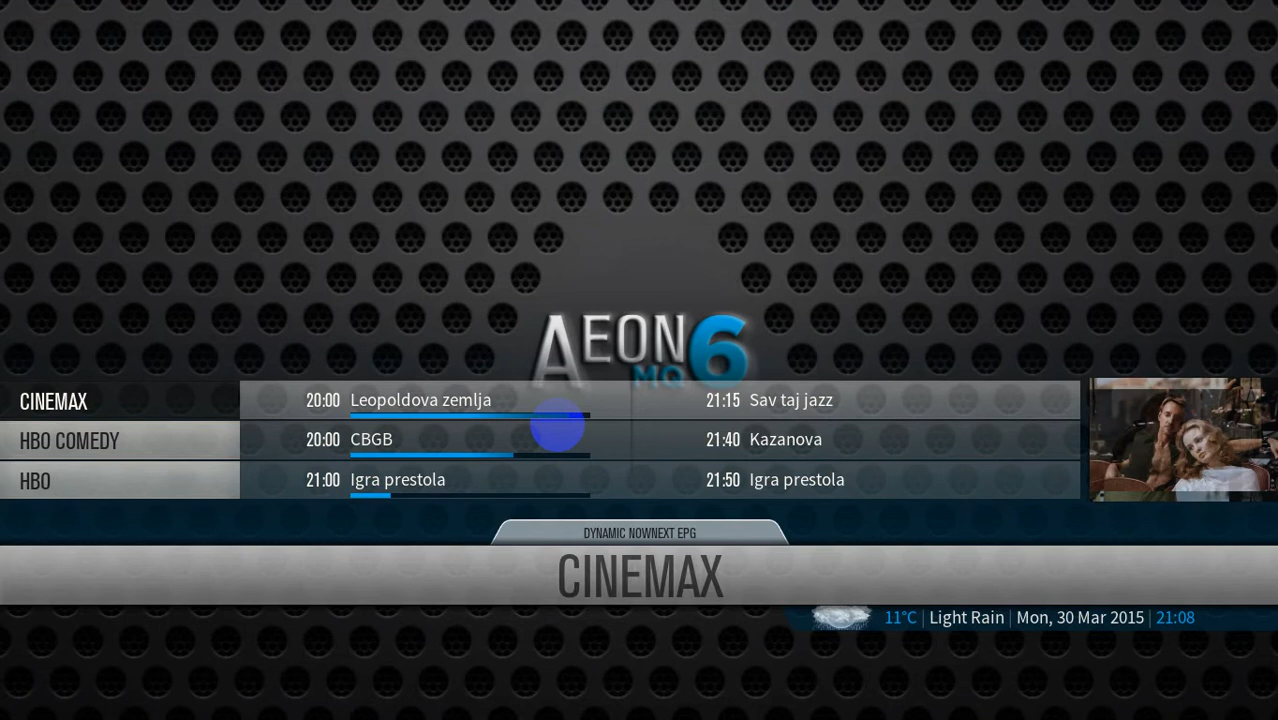 AEON 6
MQ
CINEMAX 20:00 Leopoldova zemlja 21:15 Sav taj jazz
HBO COMEDY 20:00 CBGB 21:40 Kazanova
HBO 21:00 Igra prestola 21:50 Igra prestola
DYNAMIC NOWNEXT EPG
CINEMAX
11°C | Light Rain | Mon, 30 Mar 2015 | 21:08